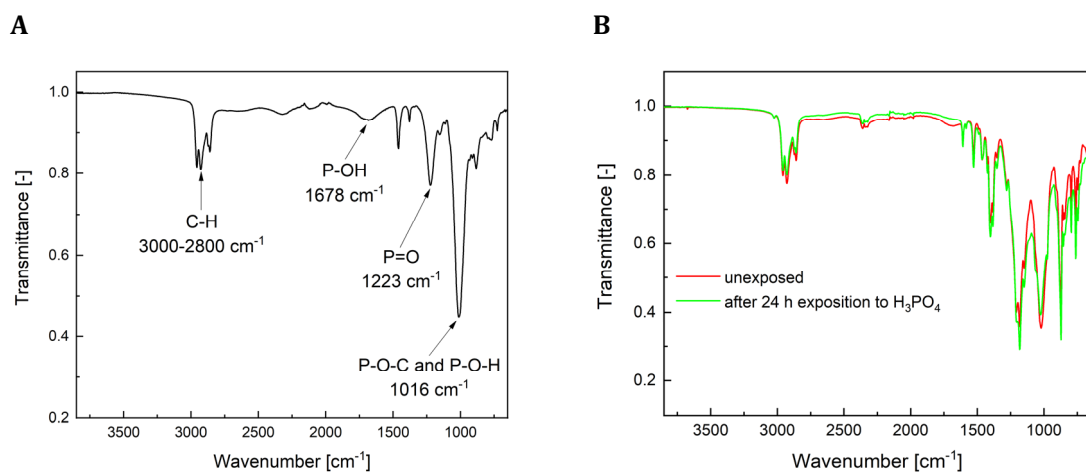 A
B
Transmittance [-]
1.0
0.8
0.6
0.4
0.2
C-H
3000-2800 cm⁻¹
P-OH
1678 cm⁻¹
P=O
1223 cm⁻¹
P-O-C and P-O-H
1016 cm⁻¹
3500 3000 2500 2000 1500 1000
Wavenumber [cm⁻¹]
Transmittance [-]
1.0
0.8
0.6
0.4
0.2
unexposed
after 24 h exposition to H₃PO₄
3500 3000 2500 2000 1500 1000
Wavenumber [cm⁻¹]